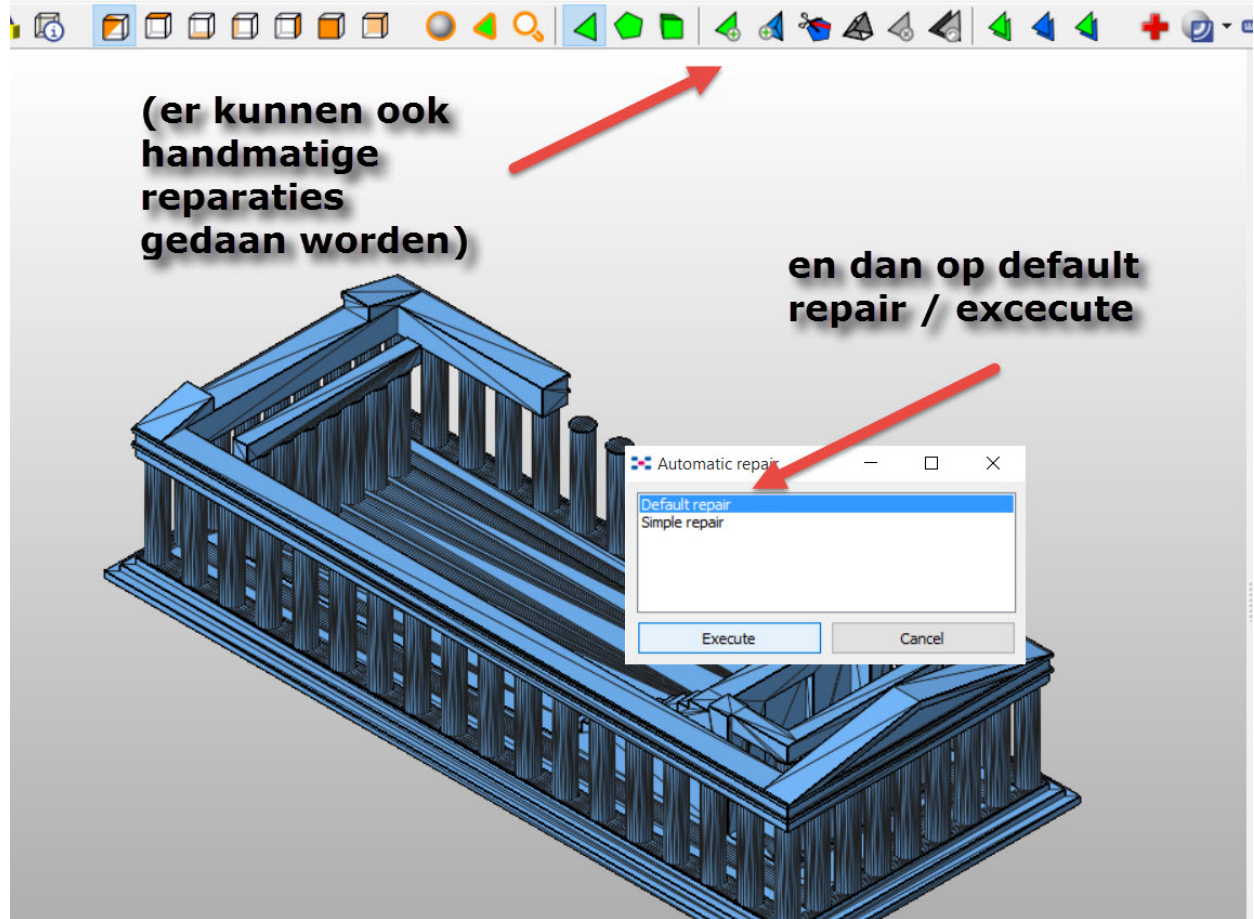 (er kunnen ook
handmatige
reparaties
gedaan worden)
en dan op default
repair / excecute
Automatic repair
Default repair
Simple repair
Execute
Cancel